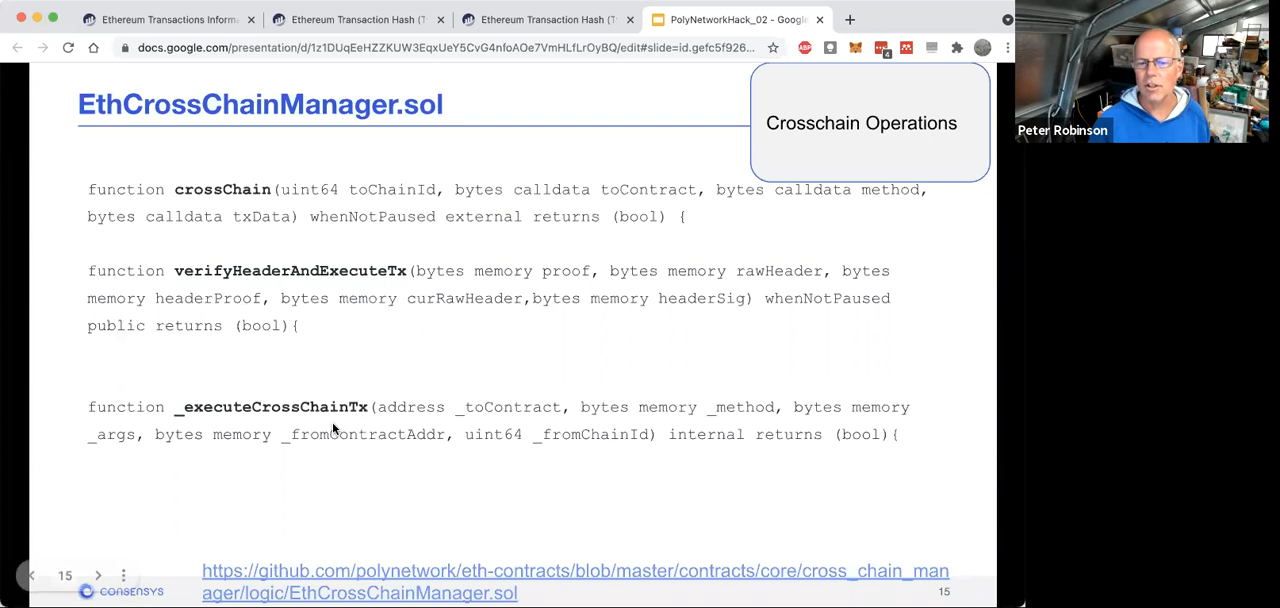 Ethereum Transactions Informa
Ethereum Transaction Hash (T
Ethereum Transaction Hash (T
PolyNetworkHack_02 - Google
docs.google.com/presentation/d/1z1DUqEeHZZKUW3EqxUeY5CvG4nfoAOe7VmHLfLrOyBQ/edit#slide=id.gefc5f926...
ABP
4
EthCrossChainManager.sol
Crosschain Operations
Peter Robinson
function crossChain(uint64 toChainId, bytes calldata toContract, bytes calldata method,
bytes calldata txData) whenNotPaused external returns (bool) {
function verifyHeaderAndExecuteTx(bytes memory proof, bytes memory rawHeader, bytes
memory headerProof, bytes memory curRawHeader,bytes memory headerSig) whenNotPaused
public returns (bool){
function _executeCrossChainTx(address _toContract, bytes memory _method, bytes memory
_args, bytes memory _fromContractAddr, uint64 _fromChainId) internal returns (bool){
https://github.com/polynetwork/eth-contracts/blob/master/contracts/core/cross_chain_man
ager/logic/EthCrossChainManager.sol
15
CONSENSYS
15